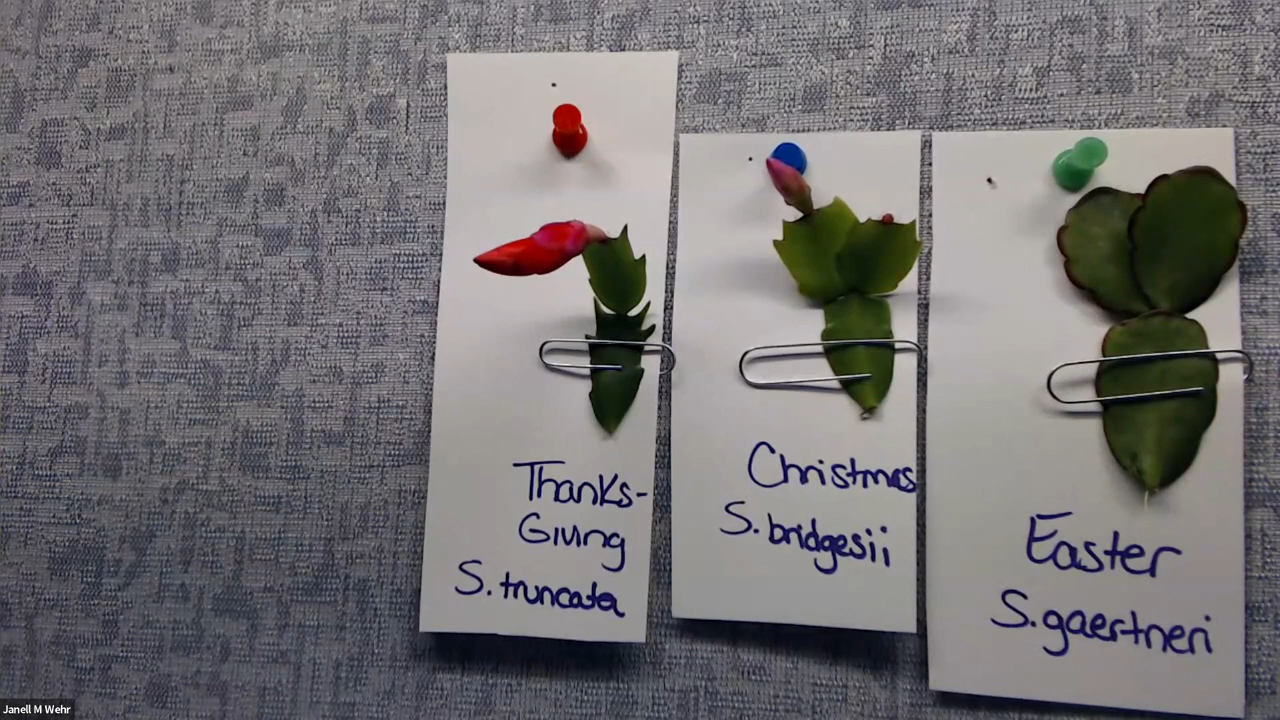 Thanks-
Giving
S. truncata
Christmas
S. bridgesii
Easter
S. gaertneri
Janell M Wehr